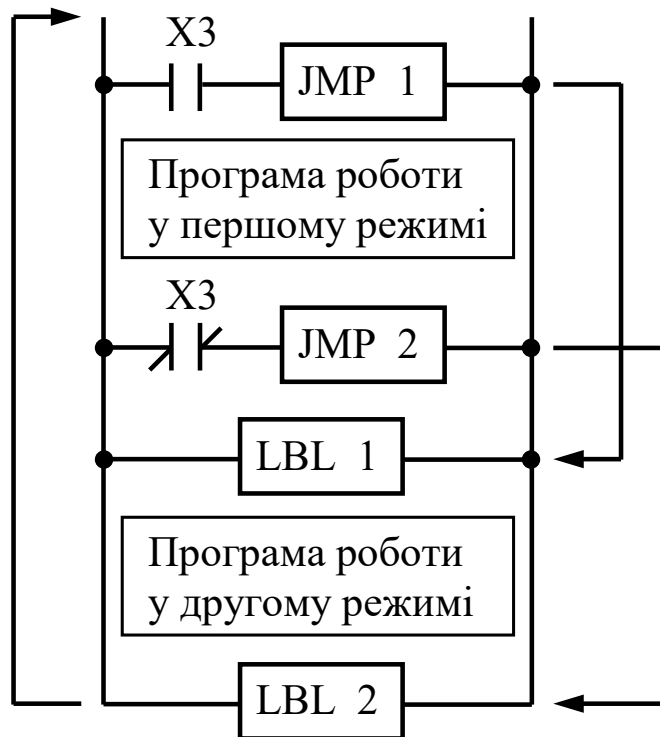 X3
JMP 1
Програма роботи
у першому режимі
X3
JMP 2
LBL 1
Програма роботи
у другому режимі
LBL 2